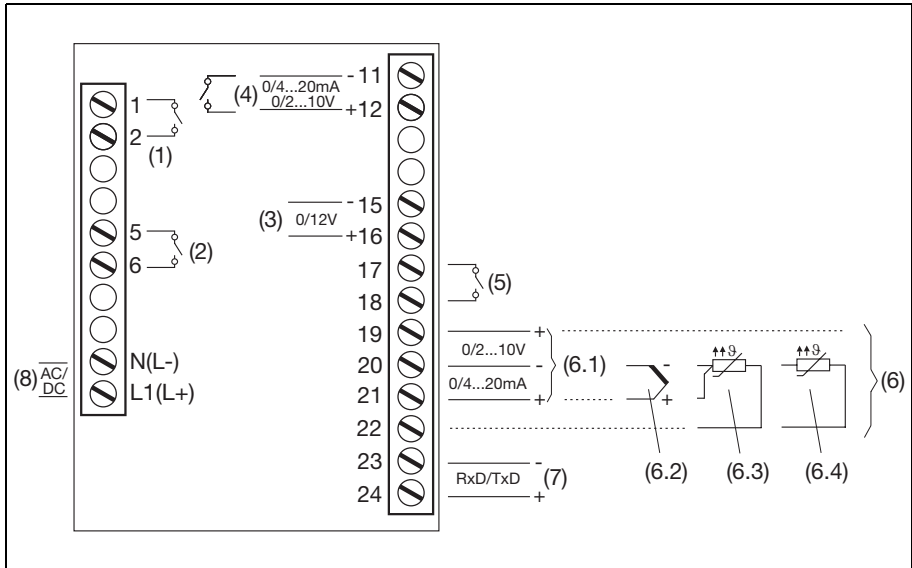 1
2
(1)
5
6
(2)
N(L-)
L1(L+)
(8) AC/
DC
(4) 0/4...20mA
0/2...10V
- 11
+12
(3) 0/12V
- 15
+16
17
18
(5)
19
20
21
22
23
24
+
0/2...10V
-
0/4...20mA
+
(6.1)
- +
(6.2)
ϑ
(6.3)
ϑ
(6.4)
(6)
-
RxD/TxD
+
(7)